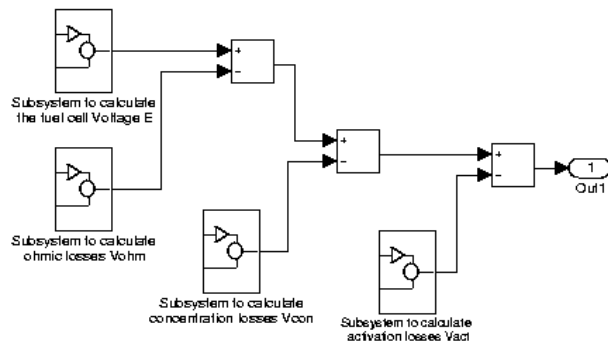 +
−
Subsystem to calculate
the fuel cell Voltage E
+
−
+
−
1
Out1
Subsystem to calculate
ohmic losses Vohm
Subsystem to calculate
concentration losses Vcon
Subsystem to calculate
activation losses Vact